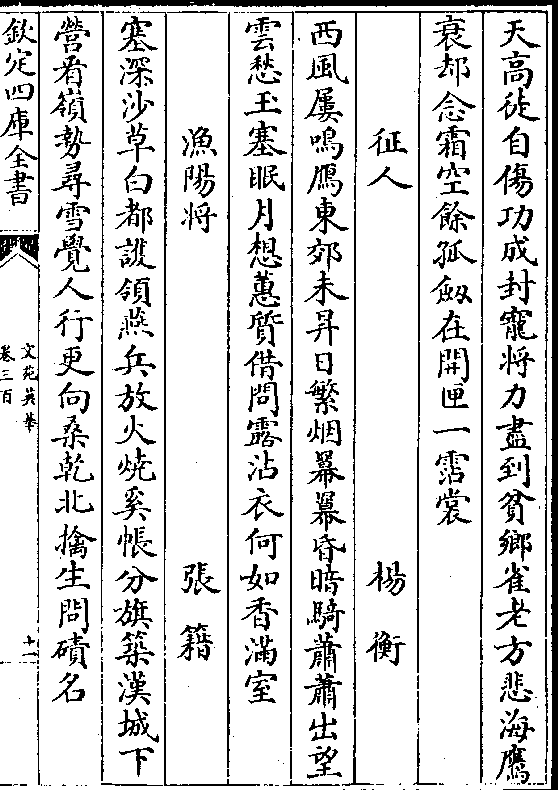 天高徒自傷功成封寵將力盡到貧鄉雀老方悲海鷹
衰却念霜空餘孤劔在開匣一霑裳
征人　楊衡
西風屢鳴鴈東郊未昇日繁烟幕幕昏暗騎蕭蕭出望
雲愁玉塞眠月想蕙質借問露沾衣何如香滿室
漁陽将　張籍
塞深沙草白都護領燕兵放火燒奚帳分旗築漢城下
營看嶺勢尋雪覺人行更向桑乾北擒生問磧名
欽定四庫全書
文苑英華
卷三百
十一